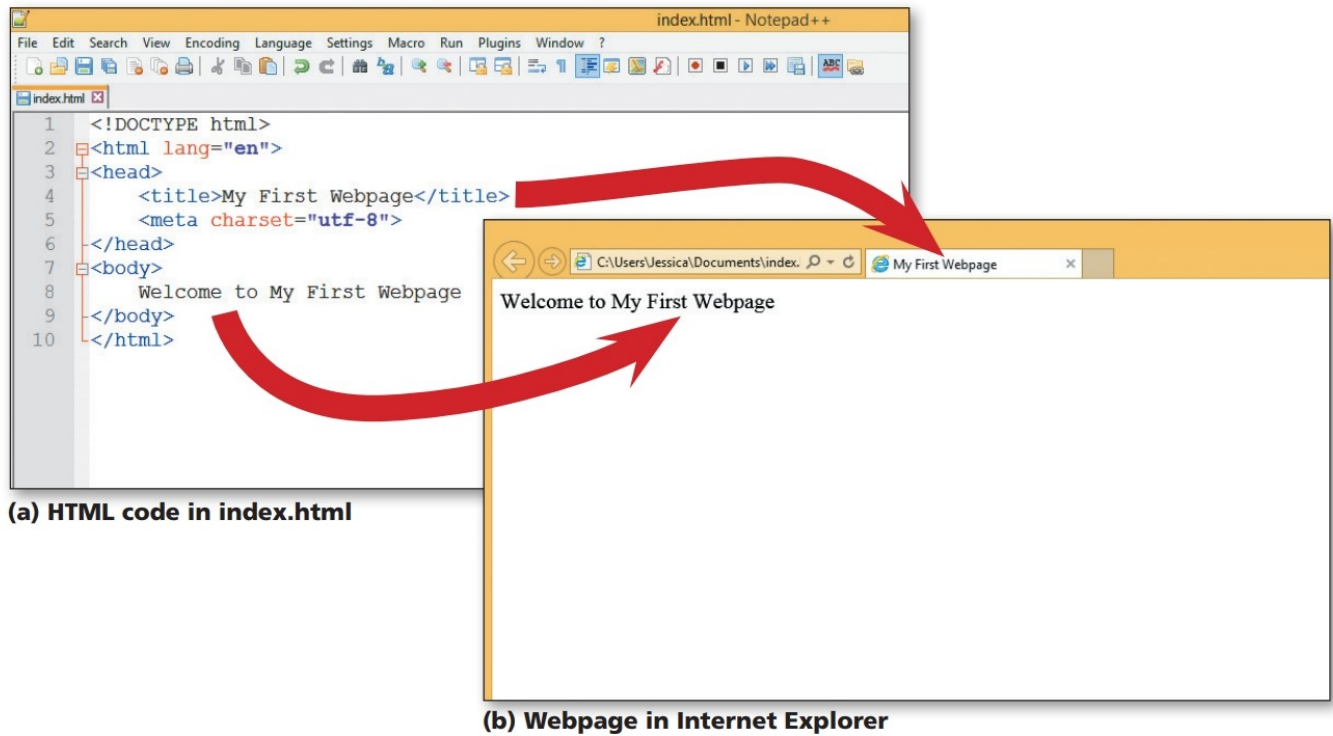 index.html - Notepad++
File Edit Search View Encoding Language Settings Macro Run Plugins Window ?
index.html
1 <!DOCTYPE html>
2 <html lang="en">
3 <head>
4 <title>My First Webpage</title>
5 <meta charset="utf-8">
6 </head>
7 <body>
8 Welcome to My First Webpage
9 </body>
10 </html>
(a) HTML code in index.html
C:\Users\Jessica\Documents\index.
My First Webpage
Welcome to My First Webpage
(b) Webpage in Internet Explorer